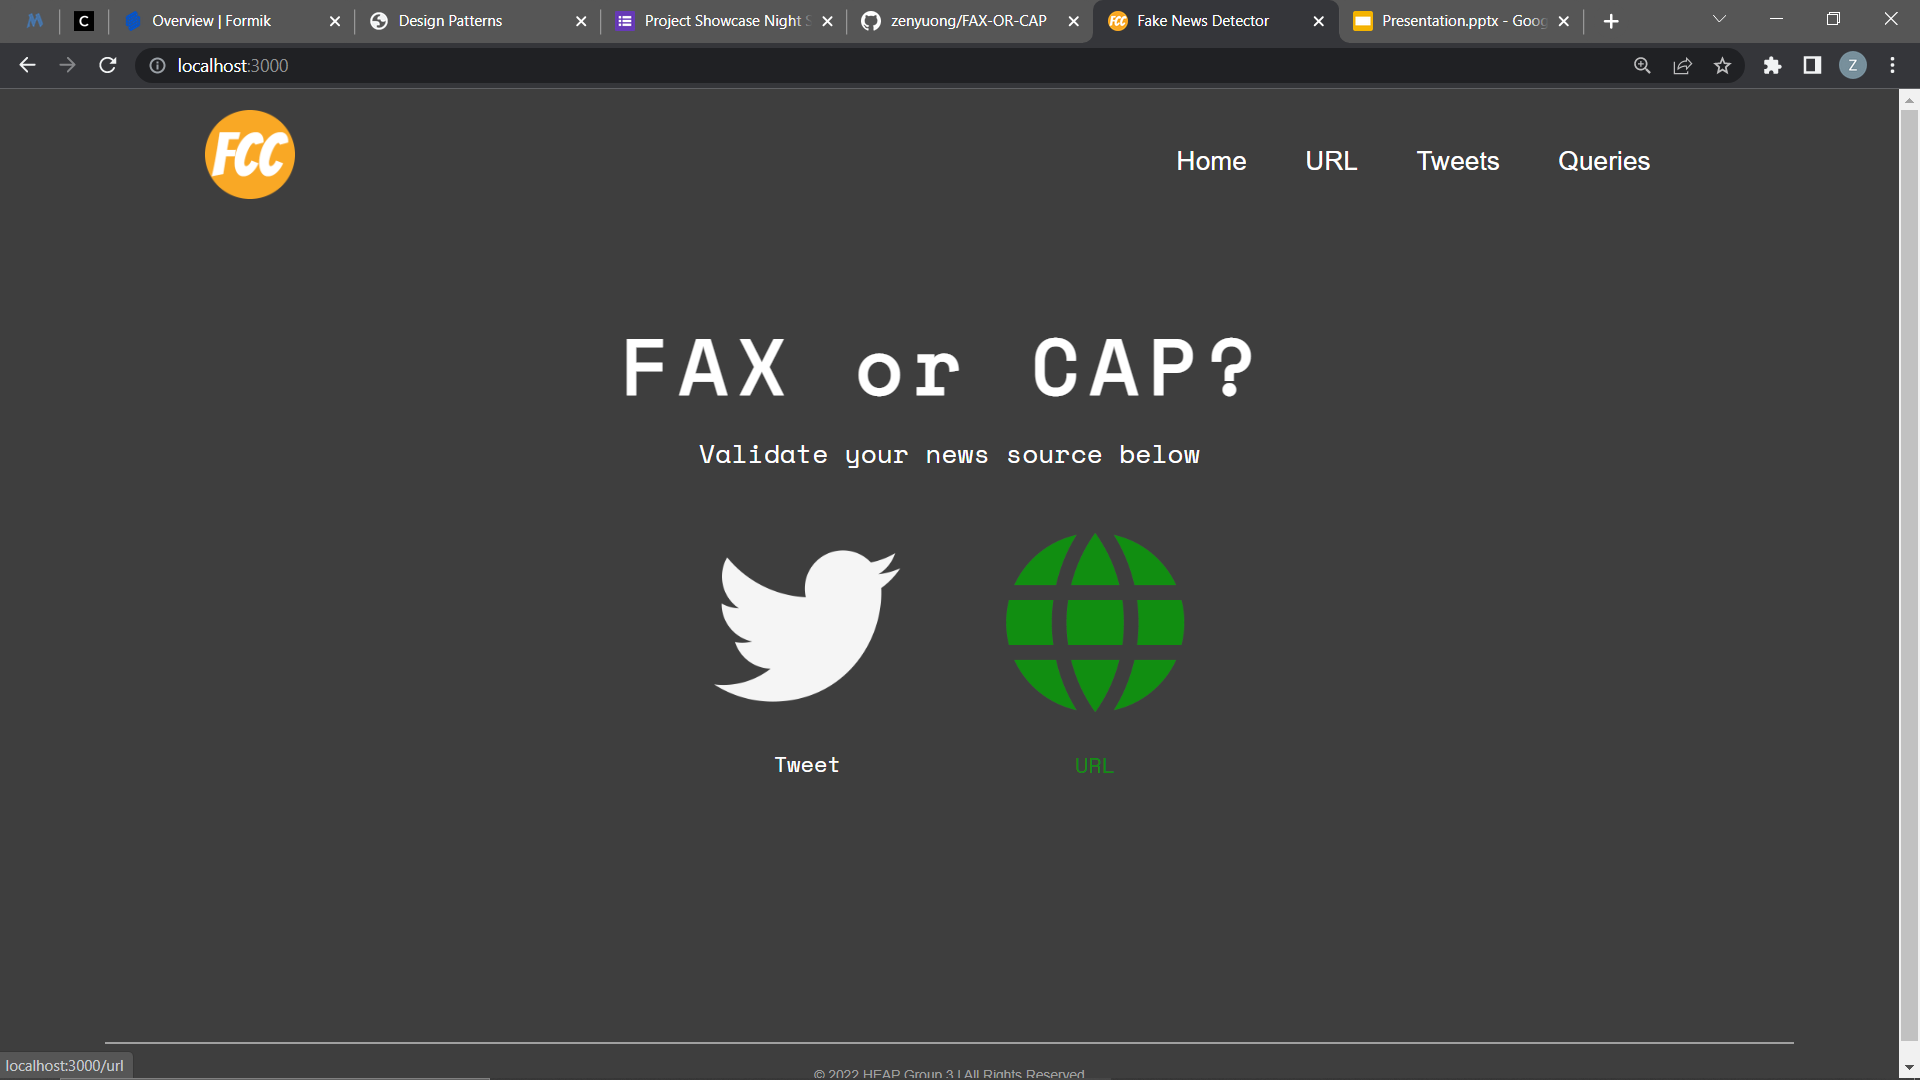 M
C
Overview | Formik
Design Patterns
Project Showcase Night S
zenyuong/FAX-OR-CAP
FCC
Fake News Detector
Presentation.pptx - Goog
localhost:3000
Z
FCC
Home
URL
Tweets
Queries
FAX or CAP?
Validate your news source below
Tweet
URL
localhost:3000/url
© 2022 HEAP Group 3 | All Rights Reserved